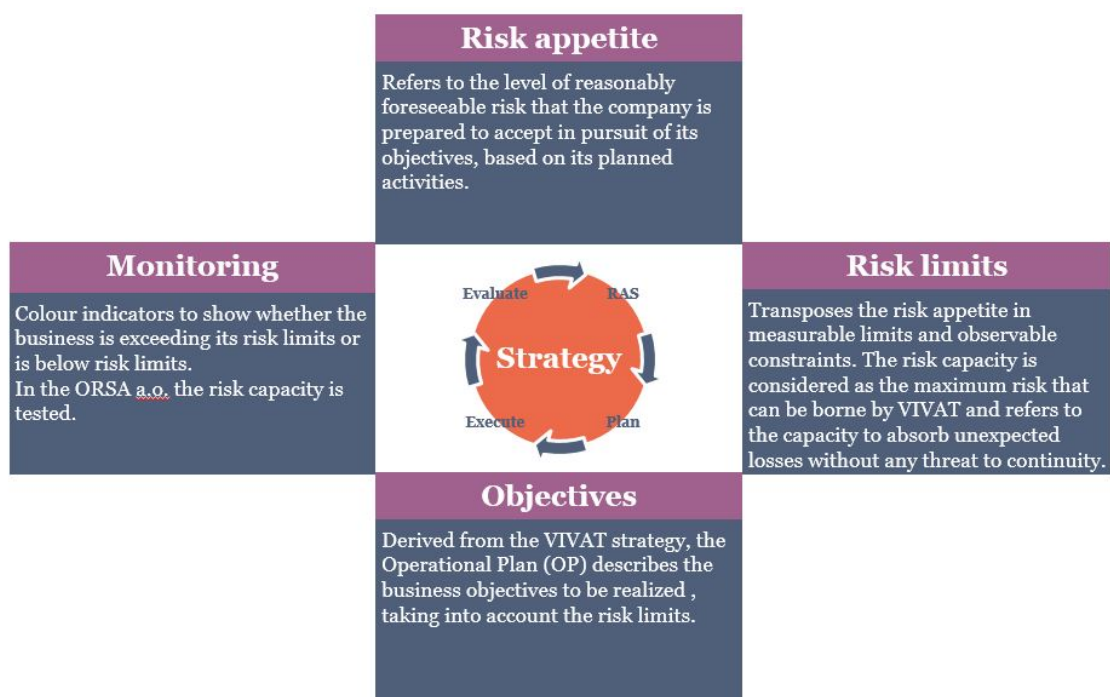 Risk appetite
Refers to the level of reasonably
foreseeable risk that the company is
prepared to accept in pursuit of its
objectives, based on its planned
activities.
Monitoring
Colour indicators to show whether the
business is exceeding its risk limits or
is below risk limits.
In the ORSA a.o. the risk capacity is
tested.
Evaluate
RAS
Strategy
Execute
Plan
Risk limits
Transposes the risk appetite in
measurable limits and observable
constraints. The risk capacity is
considered as the maximum risk that
can be borne by VIVAT and refers to
the capacity to absorb unexpected
losses without any threat to continuity.
Objectives
Derived from the VIVAT strategy, the
Operational Plan (OP) describes the
business objectives to be realized ,
taking into account the risk limits.